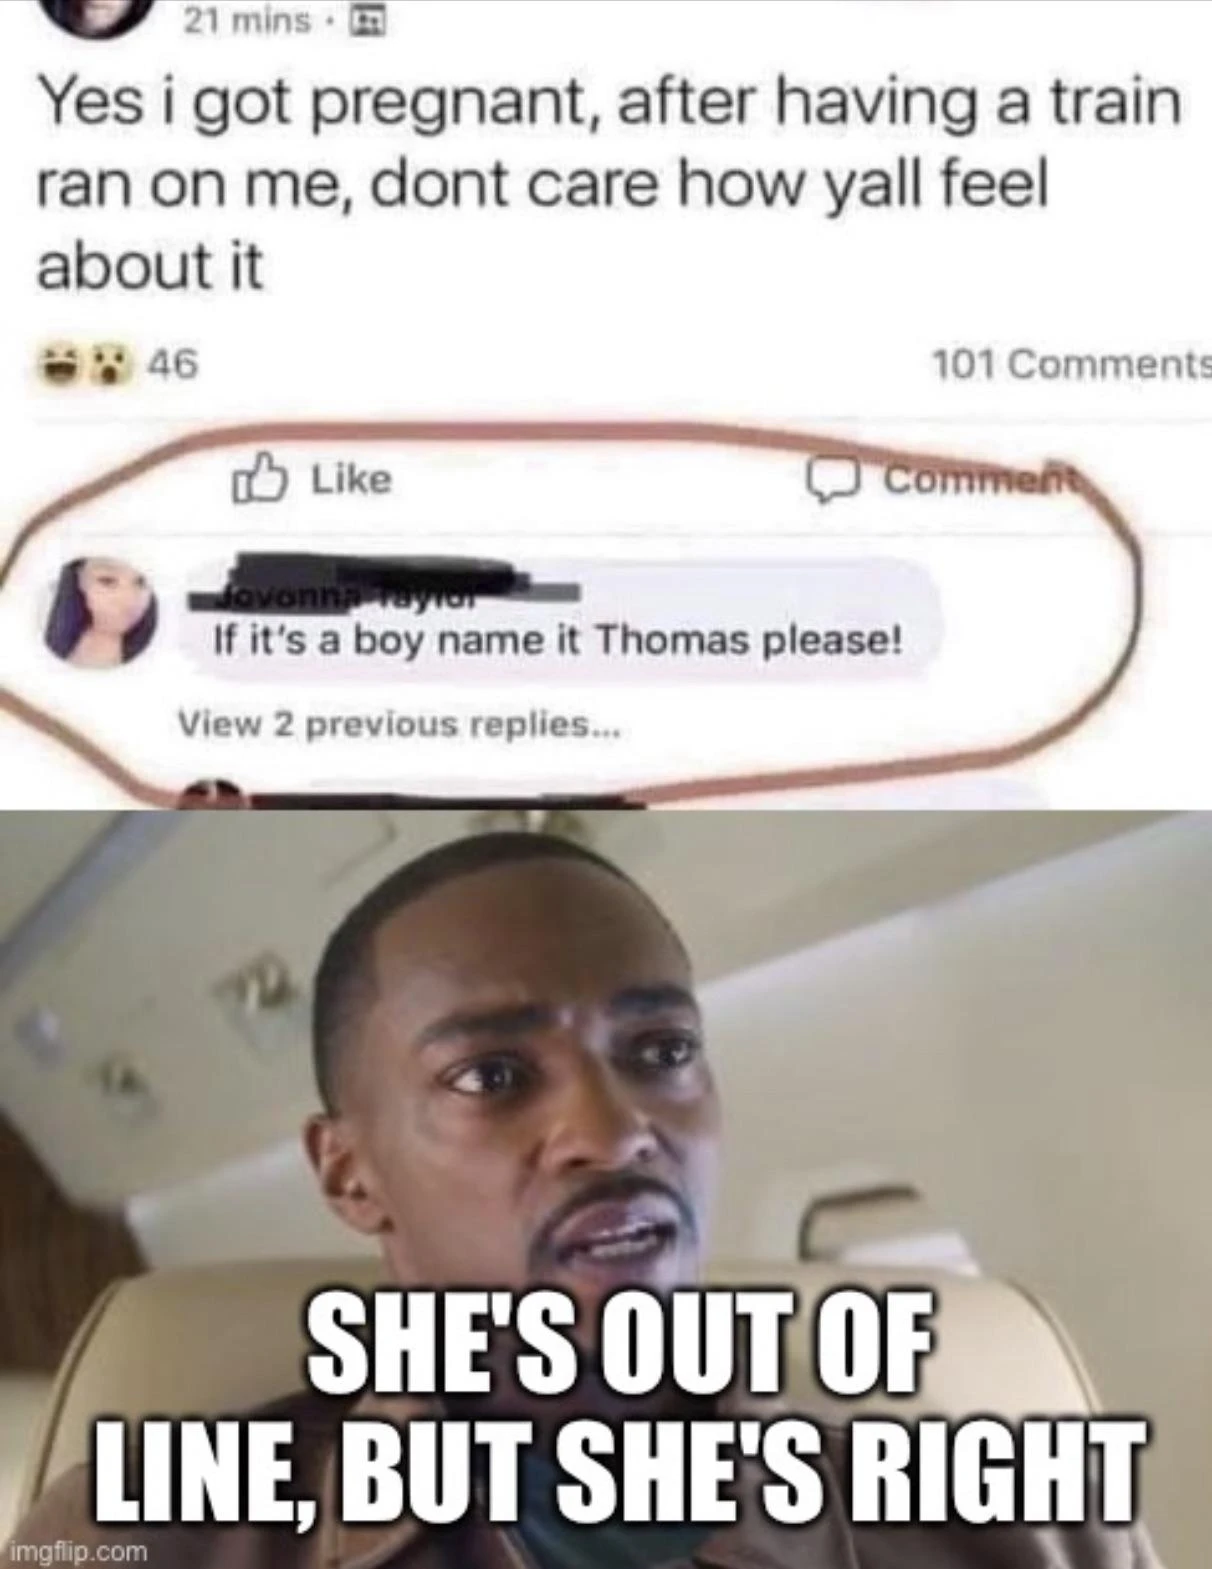 21 mins ·
Yes i got pregnant, after having a train
ran on me, dont care how yall feel
about it
46
101 Comments
Like
Comment
Jovonna Taylor
If it's a boy name it Thomas please!
View 2 previous replies...
SHE'S OUT OF
LINE, BUT SHE'S RIGHT
imgflip.com